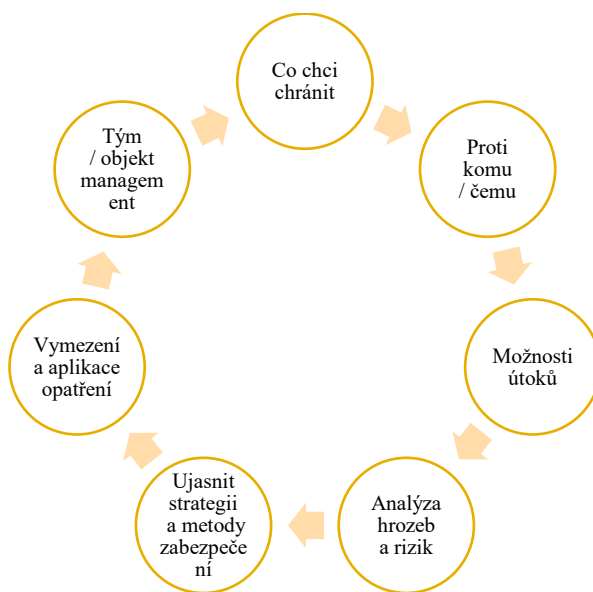 Co chci
chránit
Proti
komu
/ čemu
Možnosti
útoků
Analýza
hrozeb
a rizik
Ujasnit
strategii
a metody
zabezpeče
ní
Vymezení
a aplikace
opatření
Tým
/ objekt
managem
ent